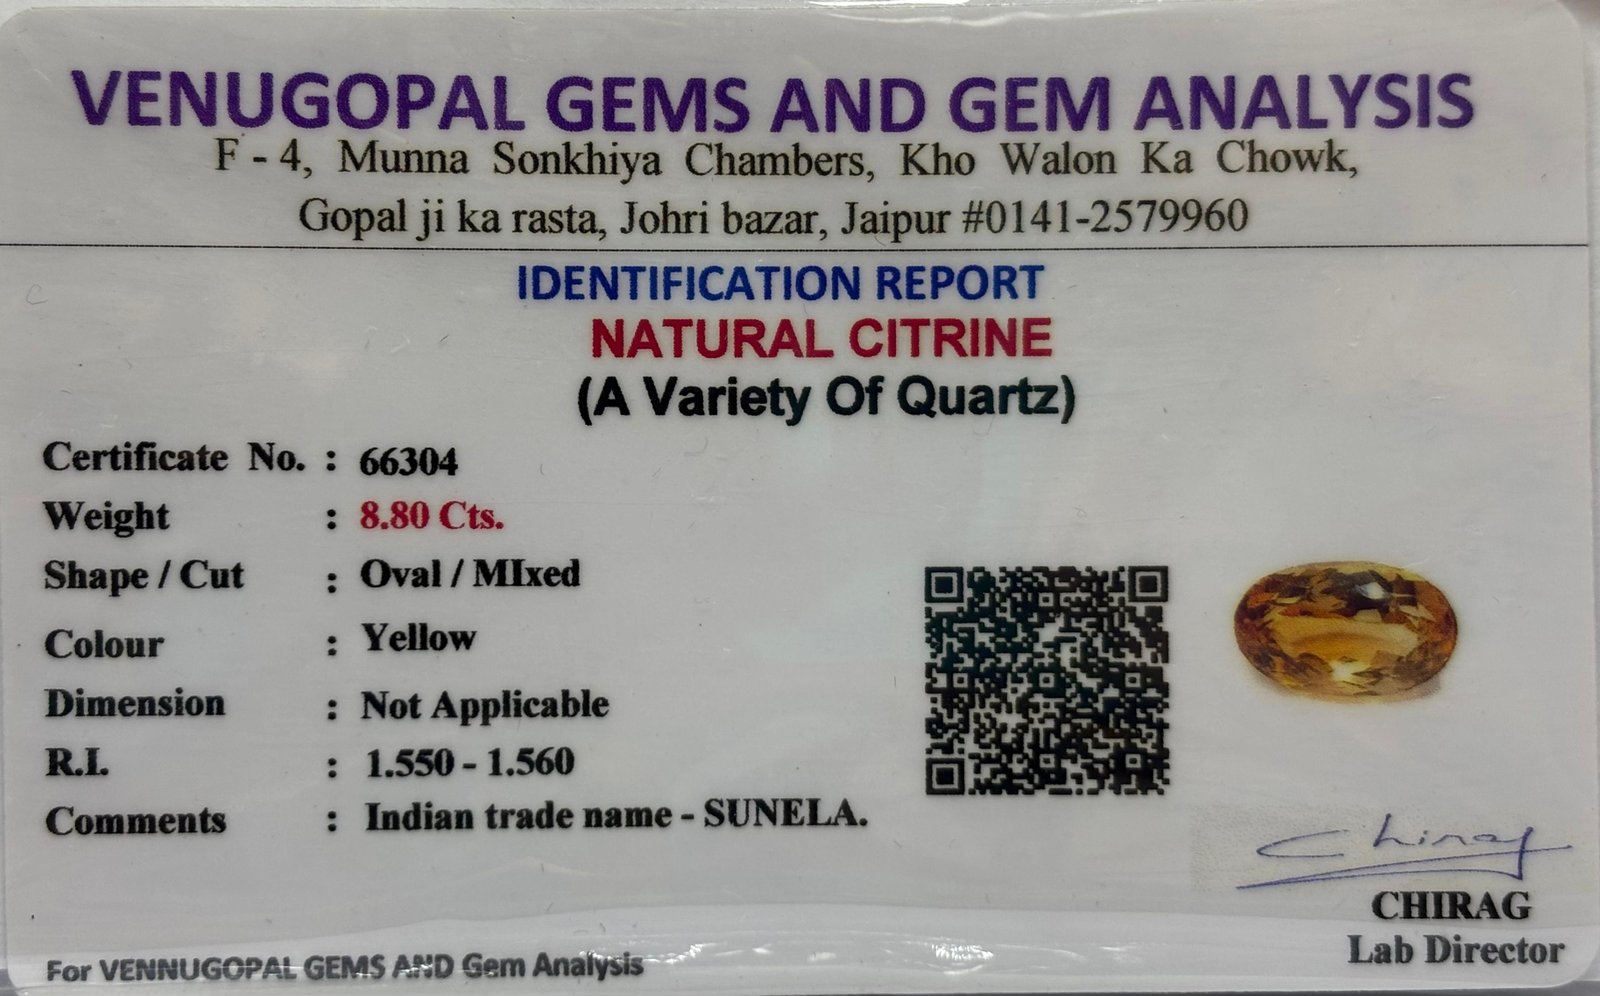 VENUGOPAL GEMS AND GEM ANALYSIS
F - 4, Munna Sonkhiya Chambers, Kho Walon Ka Chowk,
Gopal ji ka rasta, Johri bazar, Jaipur #0141-2579960
IDENTIFICATION REPORT
NATURAL CITRINE
(A Variety Of Quartz)
Certificate No. : 66304
Weight : 8.80 Cts.
Shape / Cut : Oval / MIxed
Colour : Yellow
Dimension : Not Applicable
R.I. : 1.550 - 1.560
Comments : Indian trade name - SUNELA.
Chirag
CHIRAG
Lab Director
For VENNUGOPAL GEMS AND Gem Analysis